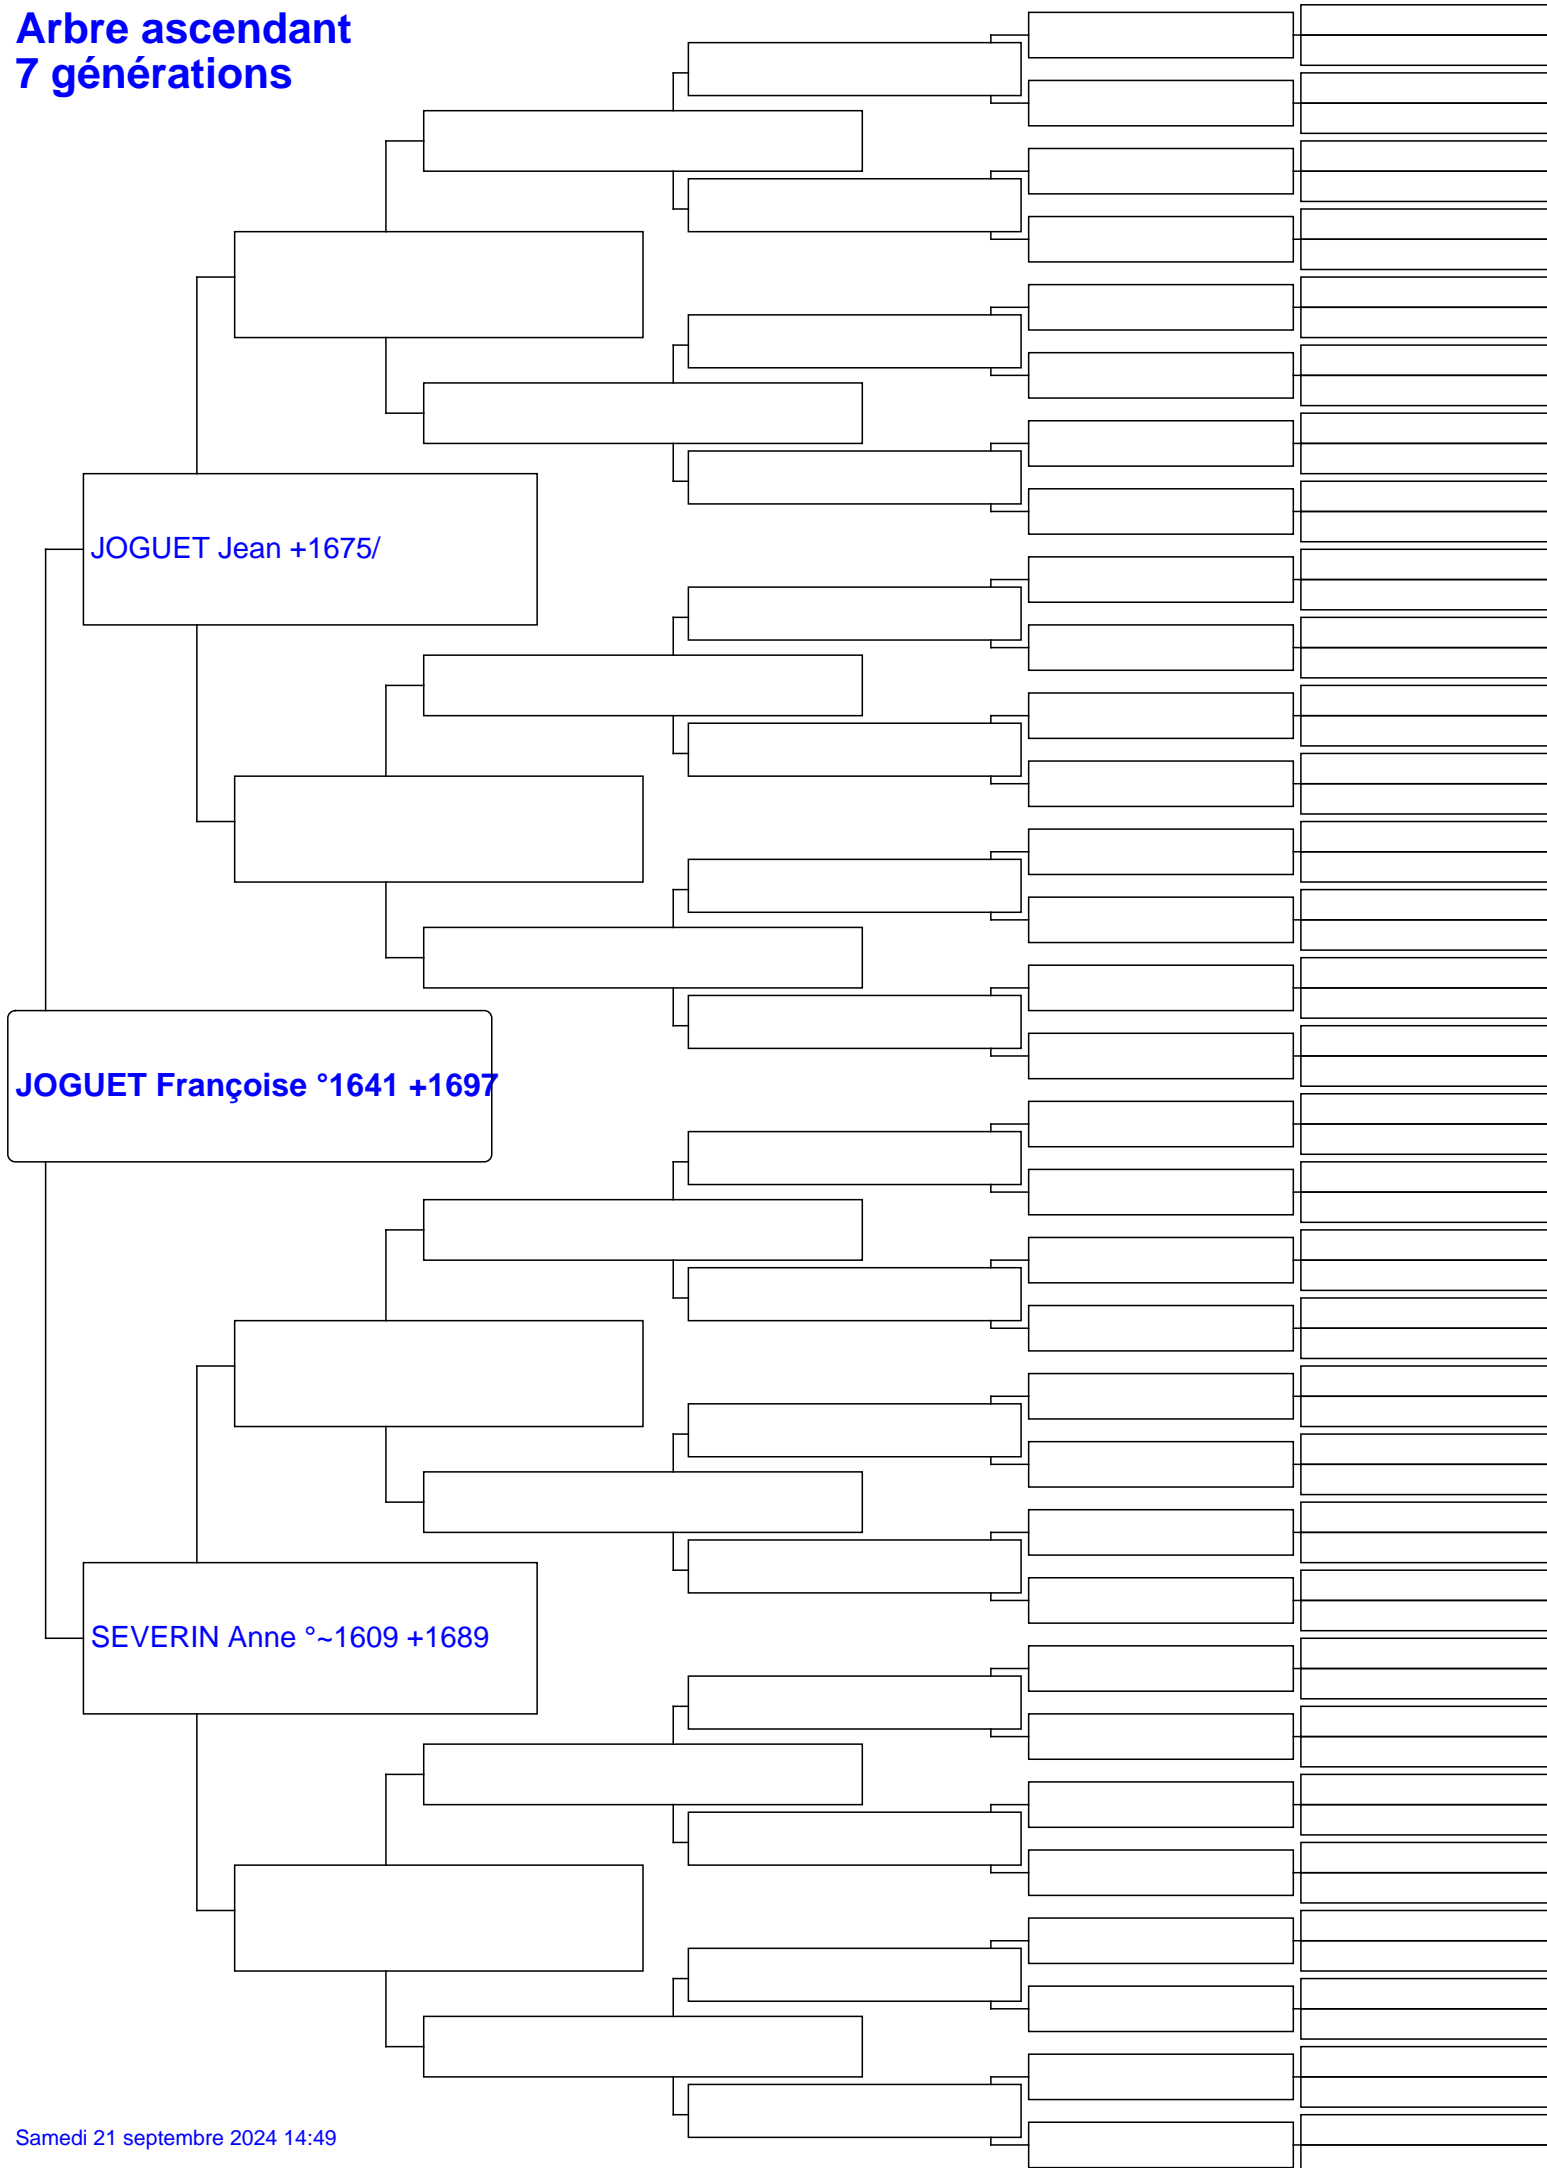 Arbre ascendant
7 générations
JOGUET Jean +1675/
JOGUET Françoise °1641 +1697
SEVERIN Anne °~1609 +1689
Samedi 21 septembre 2024 14:49